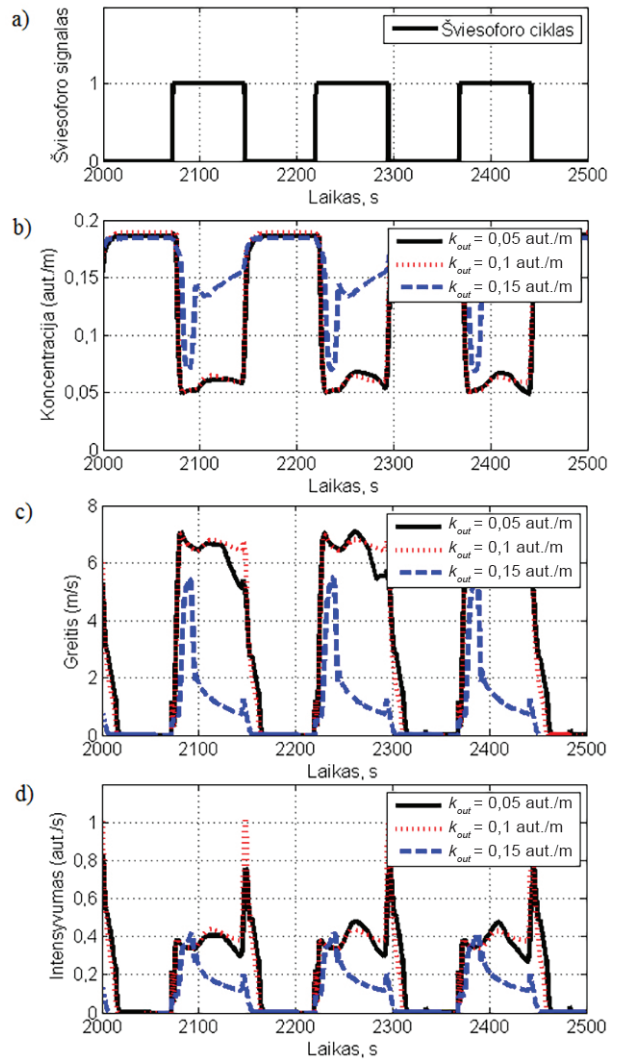 a)
Šviesoforo signalas
1
0
Šviesoforo ciklas
2000 2100 2200 2300 2400 2500
Laikas, s
b)
Koncentracija (aut./m)
0,2
0,15
0,1
0,05
0
k_out = 0,05 aut./m
k_out = 0,1 aut./m
k_out = 0,15 aut./m
2000 2100 2200 2300 2400 2500
Laikas, s
c)
Greitis (m/s)
8
6
4
2
0
k_out = 0,05 aut./m
k_out = 0,1 aut./m
k_out = 0,15 aut./m
2000 2100 2200 2300 2400 2500
Laikas, s
d)
Intensyvumas (aut./s)
1
0,8
0,6
0,4
0,2
0
k_out = 0,05 aut./m
k_out = 0,1 aut./m
k_out = 0,15 aut./m
2000 2100 2200 2300 2400 2500
Laikas, s